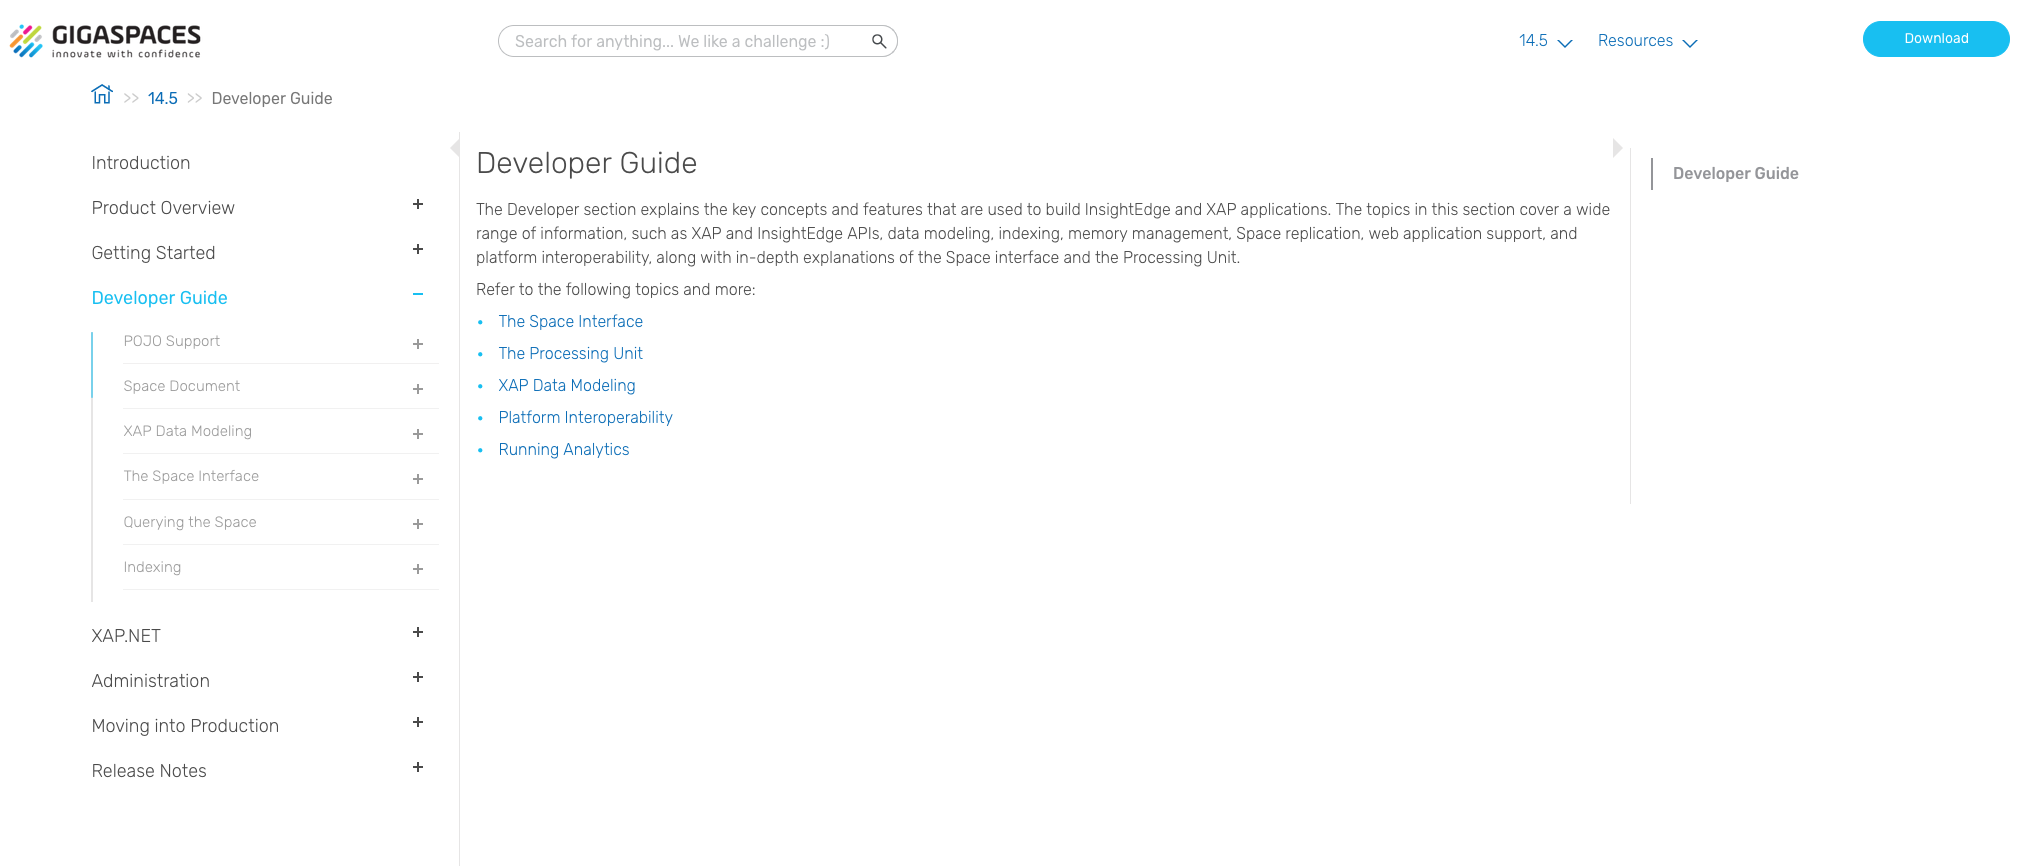 GIGASPACES
innovate with confidence
Search for anything... We like a challenge :)
14.5
Resources
Download
>> 14.5 >> Developer Guide
Introduction
Product Overview
Getting Started
Developer Guide
POJO Support
Space Document
XAP Data Modeling
The Space Interface
Querying the Space
Indexing
XAP.NET
Administration
Moving into Production
Release Notes
Developer Guide
The Developer section explains the key concepts and features that are used to build InsightEdge and XAP applications. The topics in this section cover a wide
range of information, such as XAP and InsightEdge APIs, data modeling, indexing, memory management, Space replication, web application support, and
platform interoperability, along with in-depth explanations of the Space interface and the Processing Unit.
Refer to the following topics and more:
• The Space Interface
• The Processing Unit
• XAP Data Modeling
• Platform Interoperability
• Running Analytics
Developer Guide